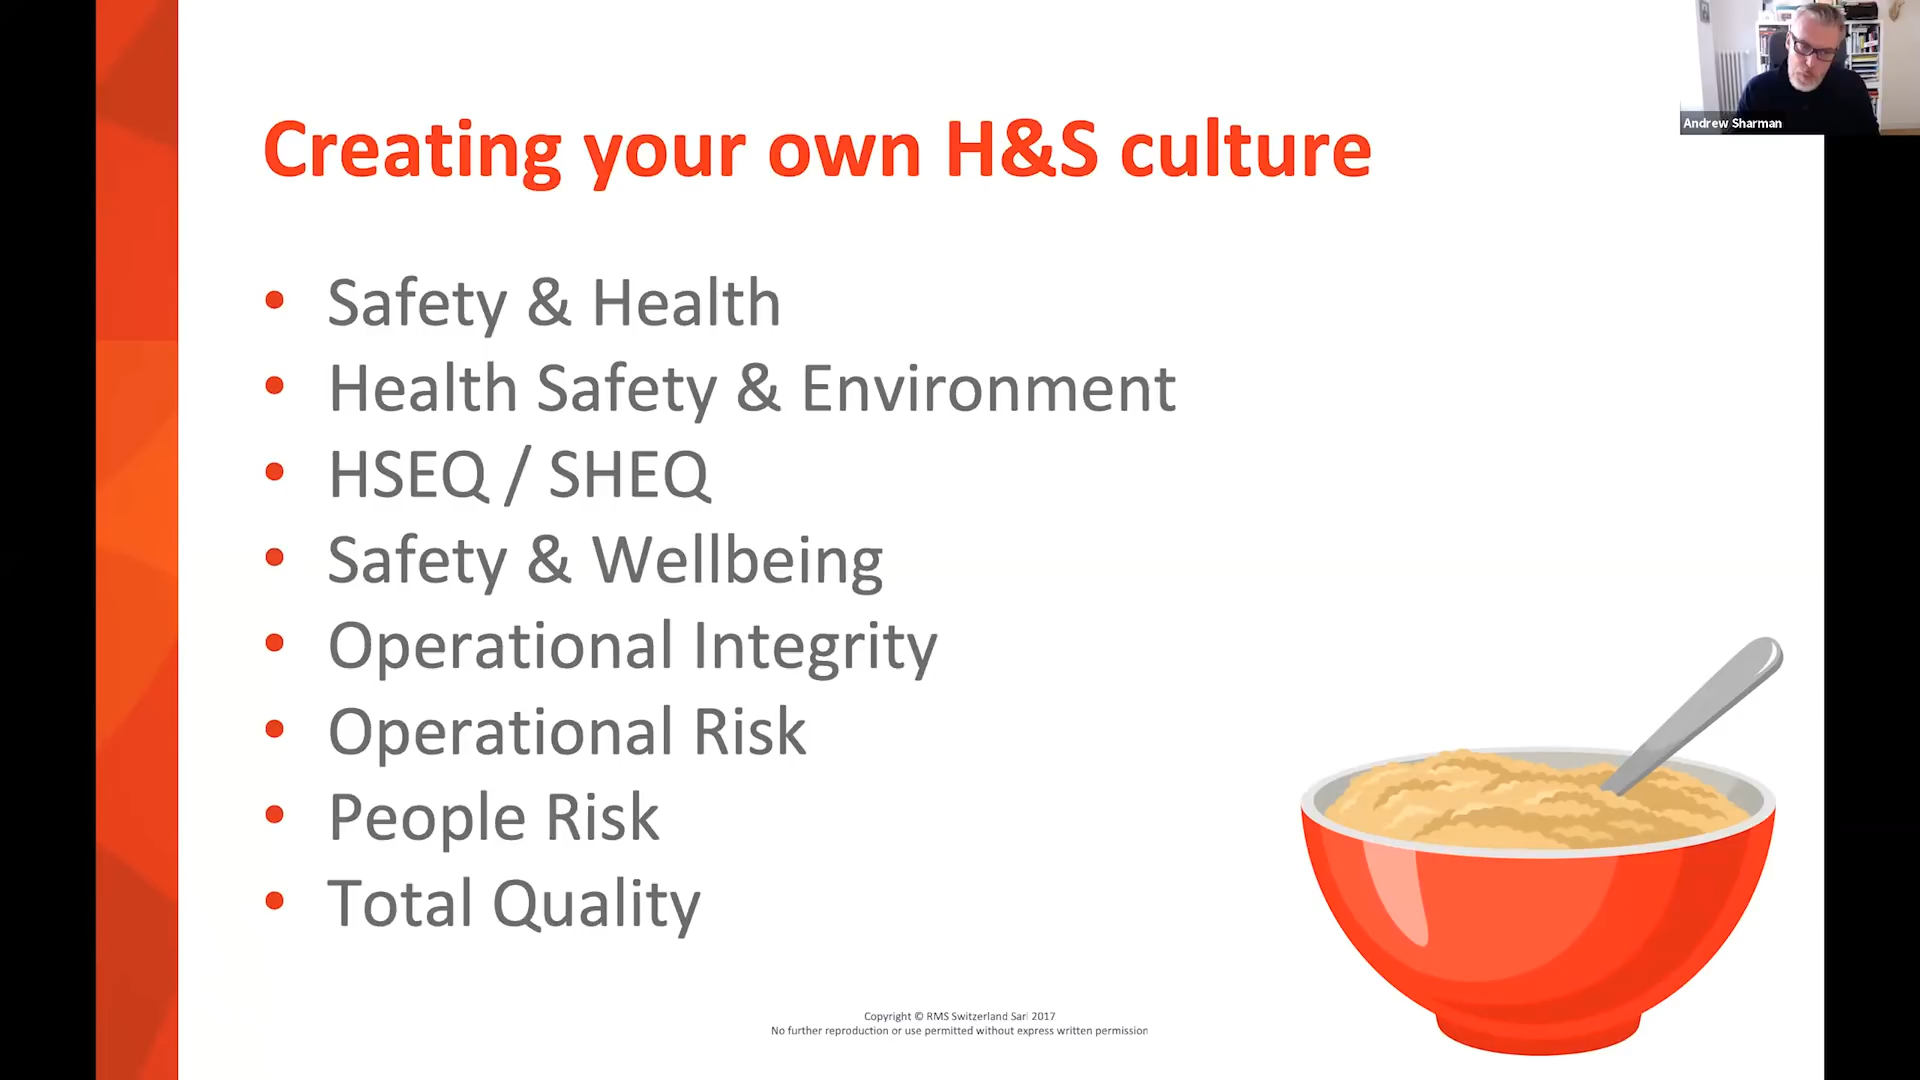 Andrew Sharman
Creating your own H&S culture
• Safety & Health
• Health Safety & Environment
• HSEQ / SHEQ
• Safety & Wellbeing
• Operational Integrity
• Operational Risk
• People Risk
• Total Quality
Copyright © RMS Switzerland Sarl 2017
No further reproduction or use permitted without express written permission